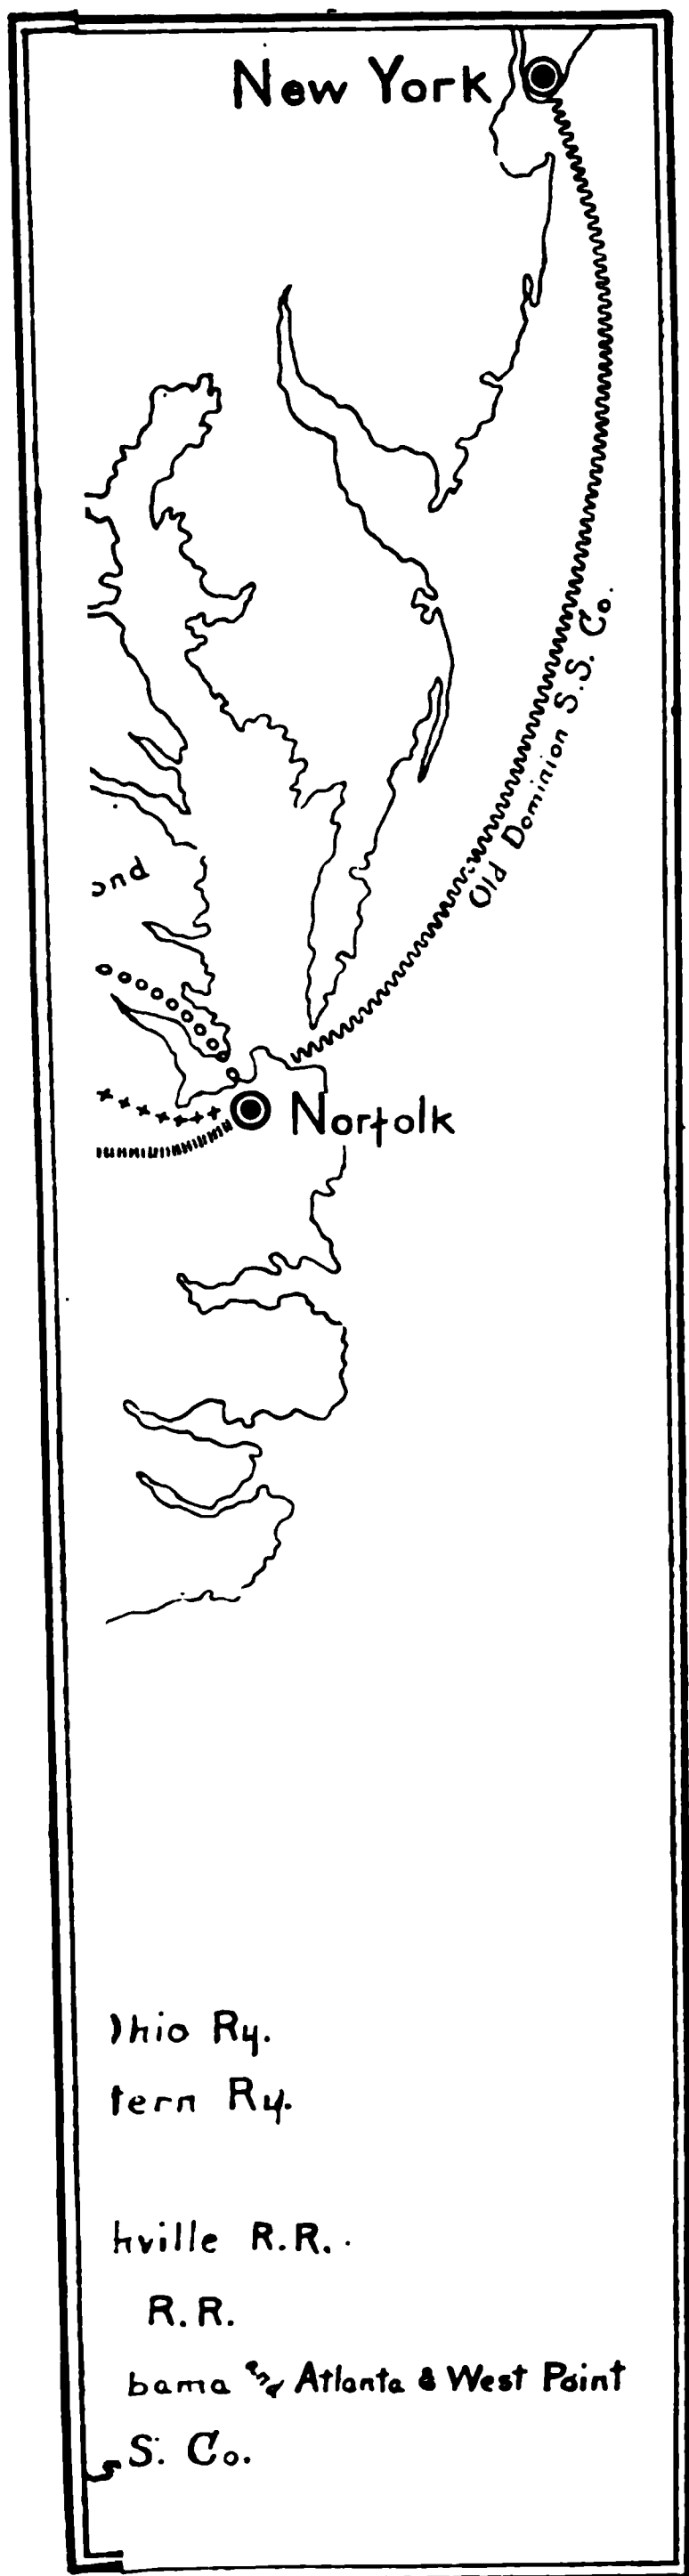 New York
Old Dominion S.S. Co.
ond
Norfolk
hio Ry.
tern Ry.
hville R.R.
R.R.
bama and Atlanta & West Point
S. Co.